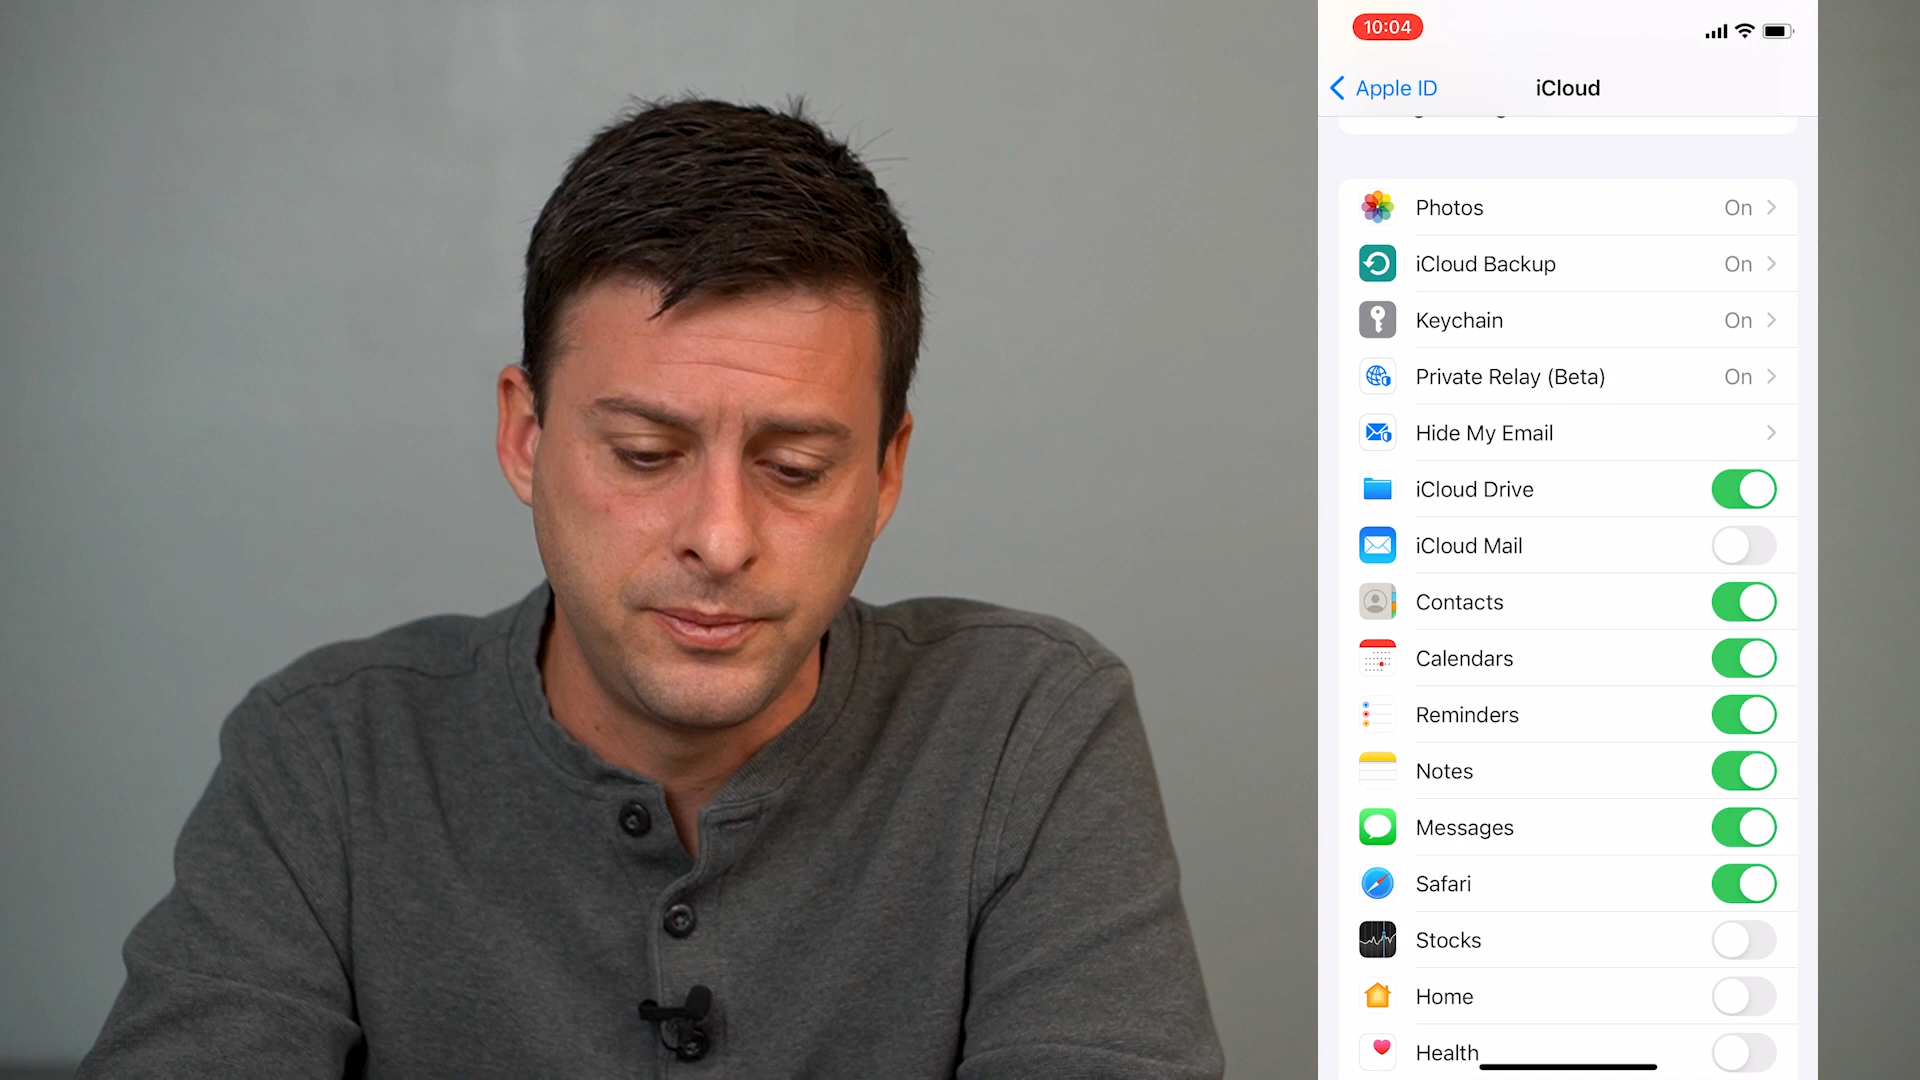 10:04
Apple ID
iCloud
Photos On
iCloud Backup On
Keychain On
Private Relay (Beta) On
Hide My Email
iCloud Drive
iCloud Mail
Contacts
Calendars
Reminders
Notes
Messages
Safari
Stocks
Home
Health